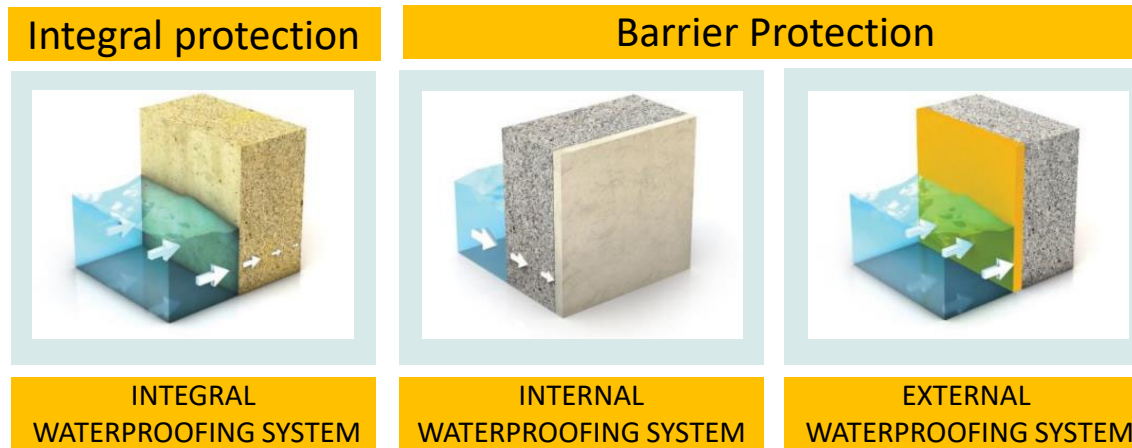 Integral protection
Barrier Protection
INTEGRAL
WATERPROOFING SYSTEM
INTERNAL
WATERPROOFING SYSTEM
EXTERNAL
WATERPROOFING SYSTEM